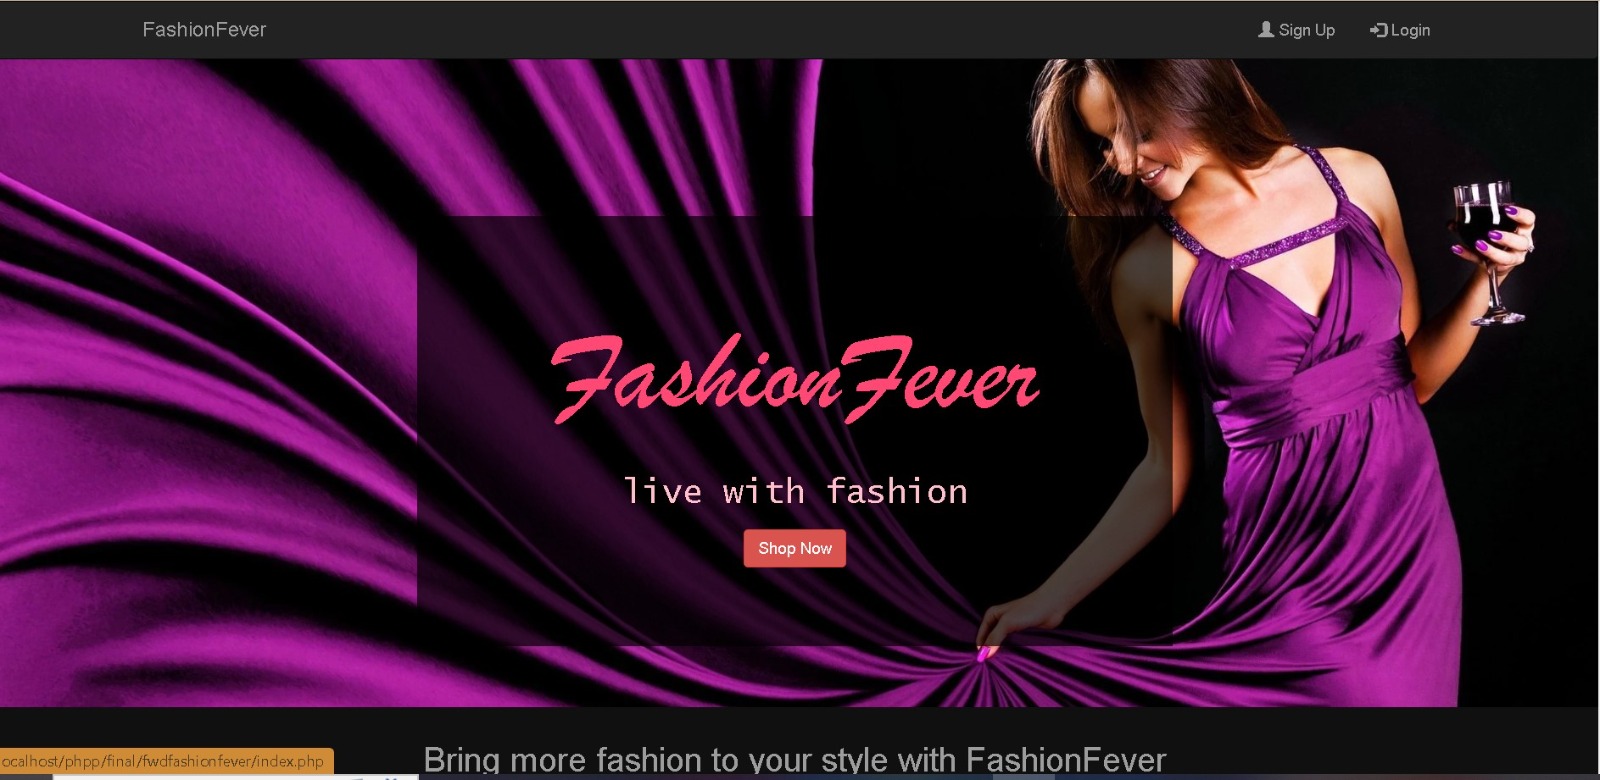 FashionFever
Sign Up
Login
FashionFever
live with fashion
Shop Now
Bring more fashion to your style with FashionFever
ocalhost/phpp/final/fwdfashionfever/index.php